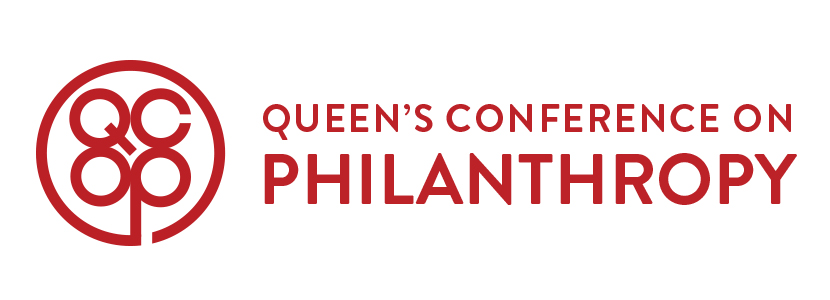 QC
OP
QUEEN'S CONFERENCE ON
PHILANTHROPY